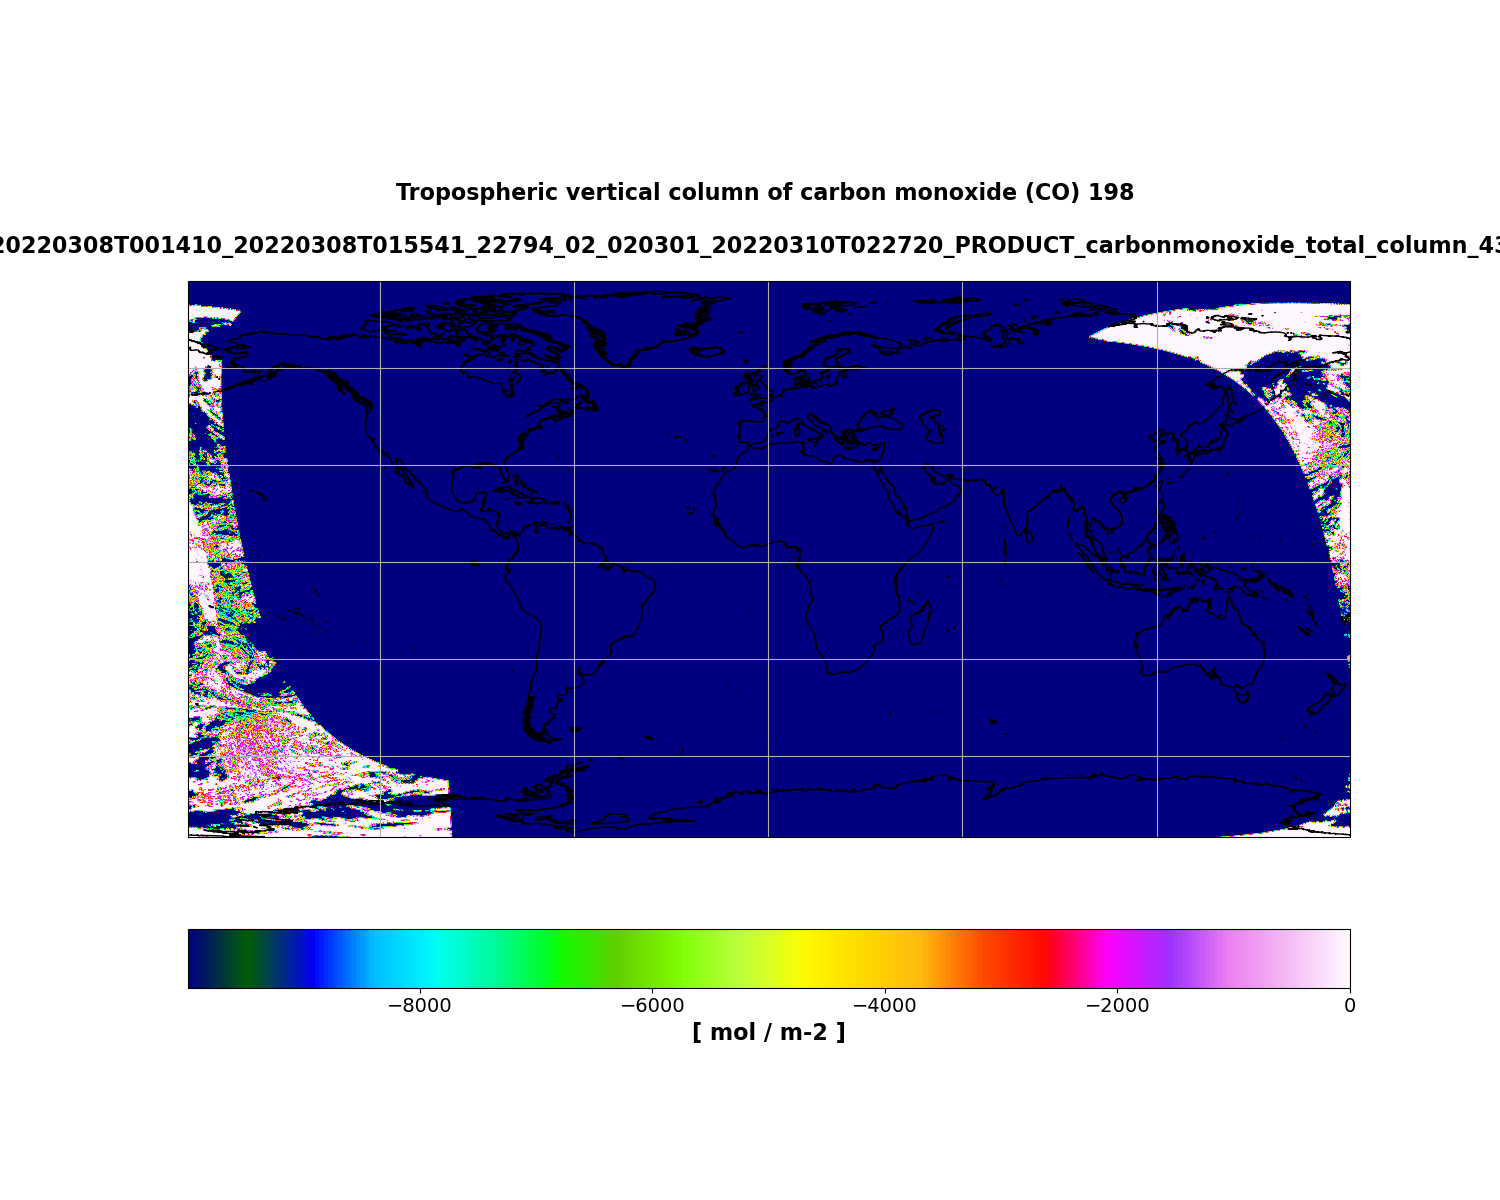 Tropospheric vertical column of carbon monoxide (CO) 198
20220308T001410_20220308T015541_22794_02_020301_20220310T022720_PRODUCT_carbonmonoxide_total_column_43
−8000 −6000 −4000 −2000 0
[ mol / m-2 ]